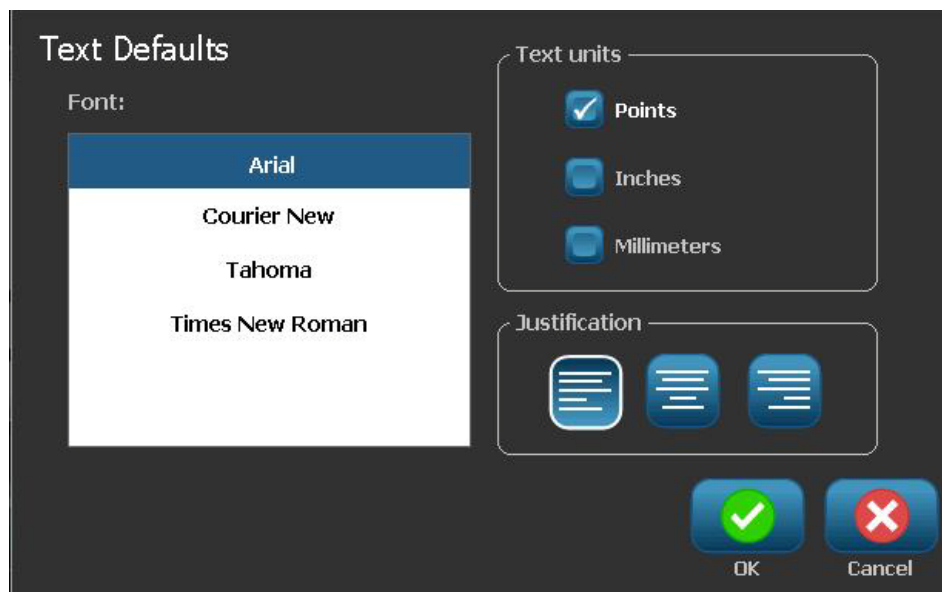 Text Defaults
Font:
Arial
Courier New
Tahoma
Times New Roman
Text units
Points
Inches
Millimeters
Justification
OK
Cancel